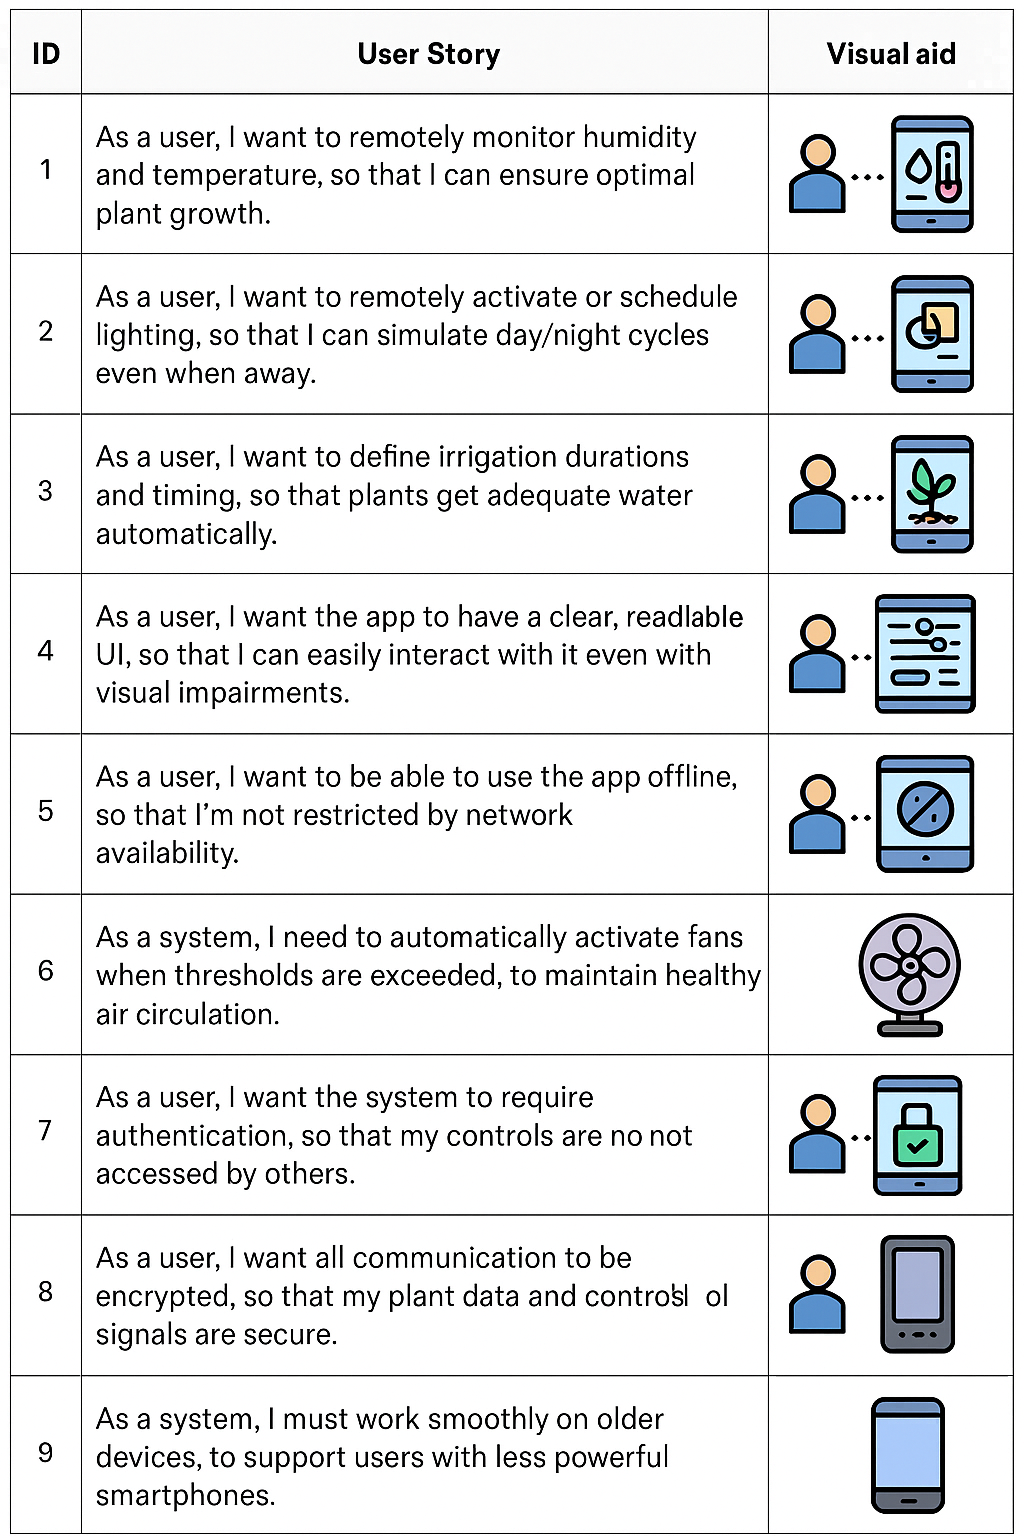 ID
User Story
Visual aid
1
As a user, I want to remotely monitor humidity
and temperature, so that I can ensure optimal
plant growth.
2
As a user, I want to remotely activate or schedule
lighting, so that I can simulate day/night cycles
even when away.
3
As a user, I want to define irrigation durations
and timing, so that plants get adequate water
automatically.
4
As a user, I want the app to have a clear, readlable
UI, so that I can easily interact with it even with
visual impairments.
5
As a user, I want to be able to use the app offline,
so that I'm not restricted by network
availability.
6
As a system, I need to automatically activate fans
when thresholds are exceeded, to maintain healthy
air circulation.
7
As a user, I want the system to require
authentication, so that my controls are no not
accessed by others.
8
As a user, I want all communication to be
encrypted, so that my plant data and ol
signals are secure.
9
As a system, I must work smoothly on older
devices, to support users with less powerful
smartphones.